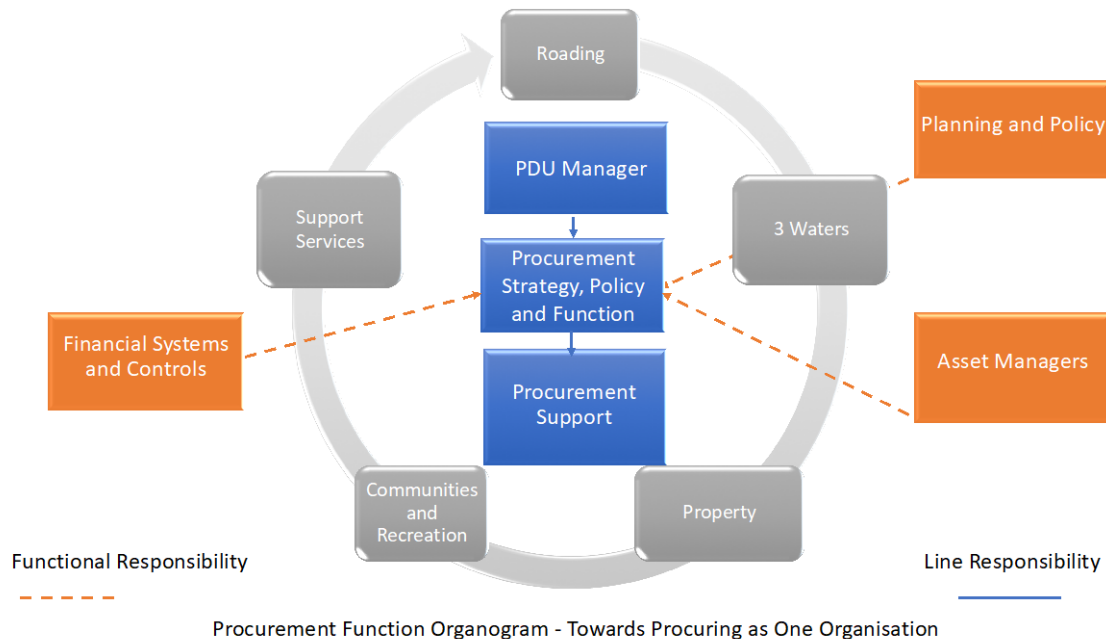 Roading
Planning and Policy
PDU Manager
Support
Services
3 Waters
Procurement
Strategy, Policy
and Function
Financial Systems
and Controls
Asset Managers
Procurement
Support
Communities
and
Recreation
Property
Functional Responsibility
Line Responsibility
Procurement Function Organogram - Towards Procuring as One Organisation